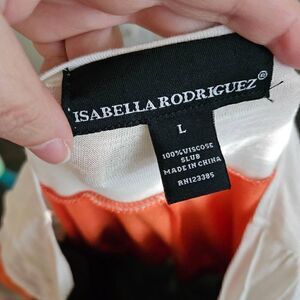 ISABELLA RODRIGUEZ®
L
100% VISCOSE
SLUB
MADE IN CHINA
RN123385